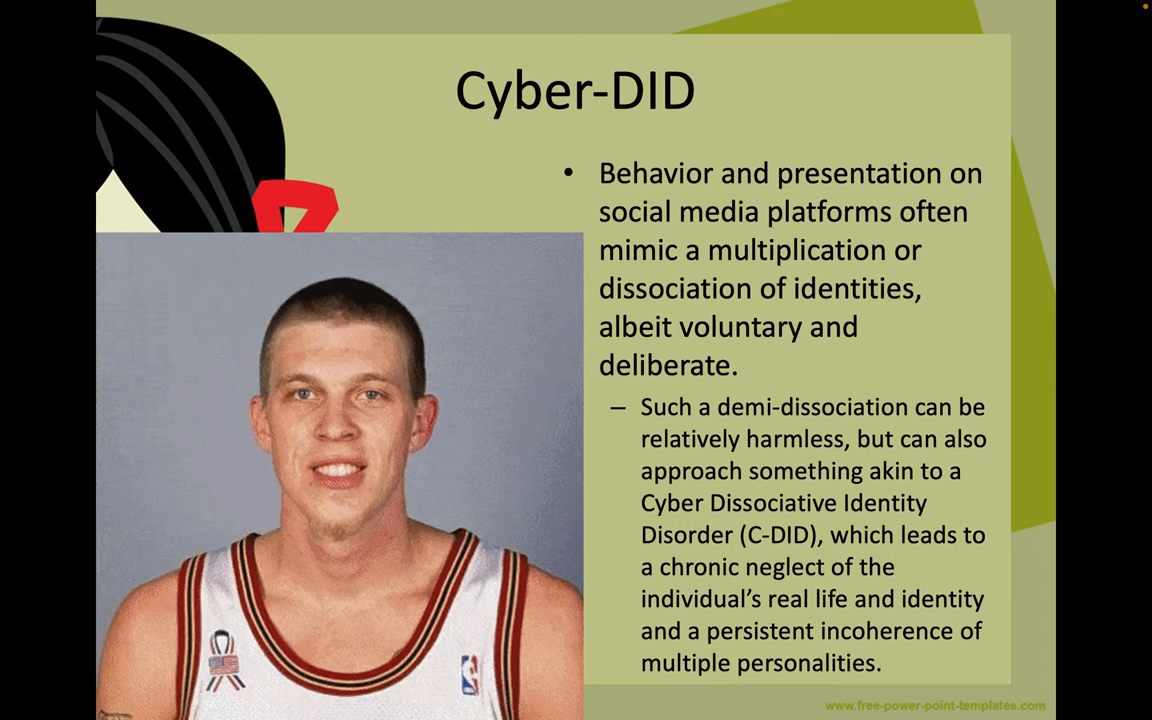 Cyber-DID
• Behavior and presentation on
social media platforms often
mimic a multiplication or
dissociation of identities,
albeit voluntary and
deliberate.
– Such a demi-dissociation can be
relatively harmless, but can also
approach something akin to a
Cyber Dissociative Identity
Disorder (C-DID), which leads to
a chronic neglect of the
individual’s real life and identity
and a persistent incoherence of
multiple personalities.
www.free-power-point-templates.com